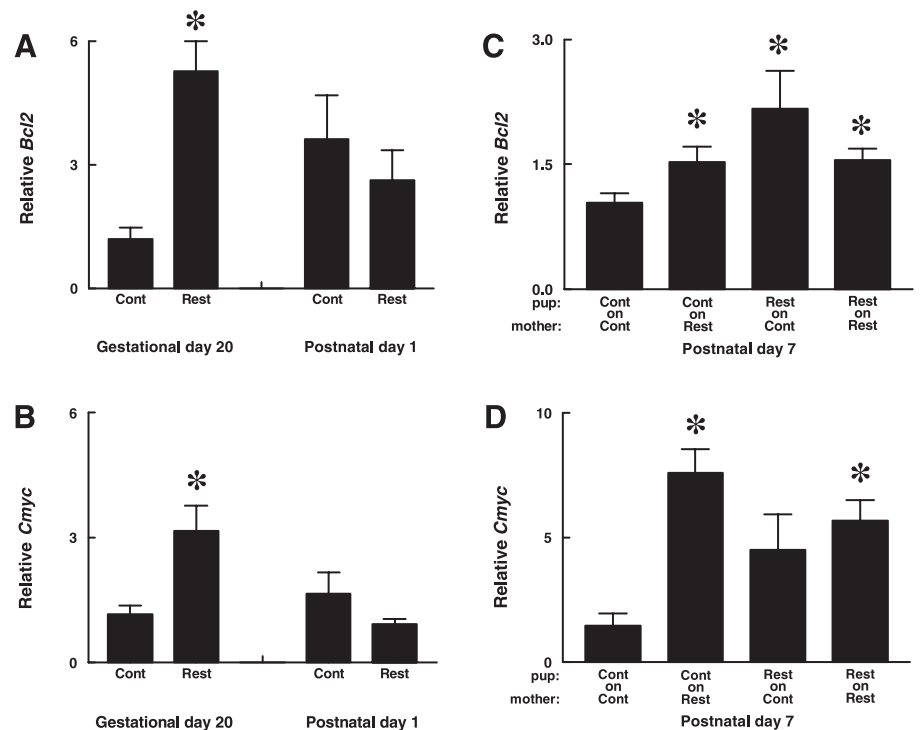 A
6
3
0
Relative Bcl2
*
Cont Rest Cont Rest
Gestational day 20 Postnatal day 1
C
3.0
1.5
0.0
Relative Bcl2
* * *
pup: Cont Cont Rest Rest
on on on on
mother: Cont Rest Cont Rest
Postnatal day 7
B
6
3
0
Relative Cmyc
*
Cont Rest Cont Rest
Gestational day 20 Postnatal day 1
D
10
5
0
Relative Cmyc
* *
pup: Cont Cont Rest Rest
on on on on
mother: Cont Rest Cont Rest
Postnatal day 7